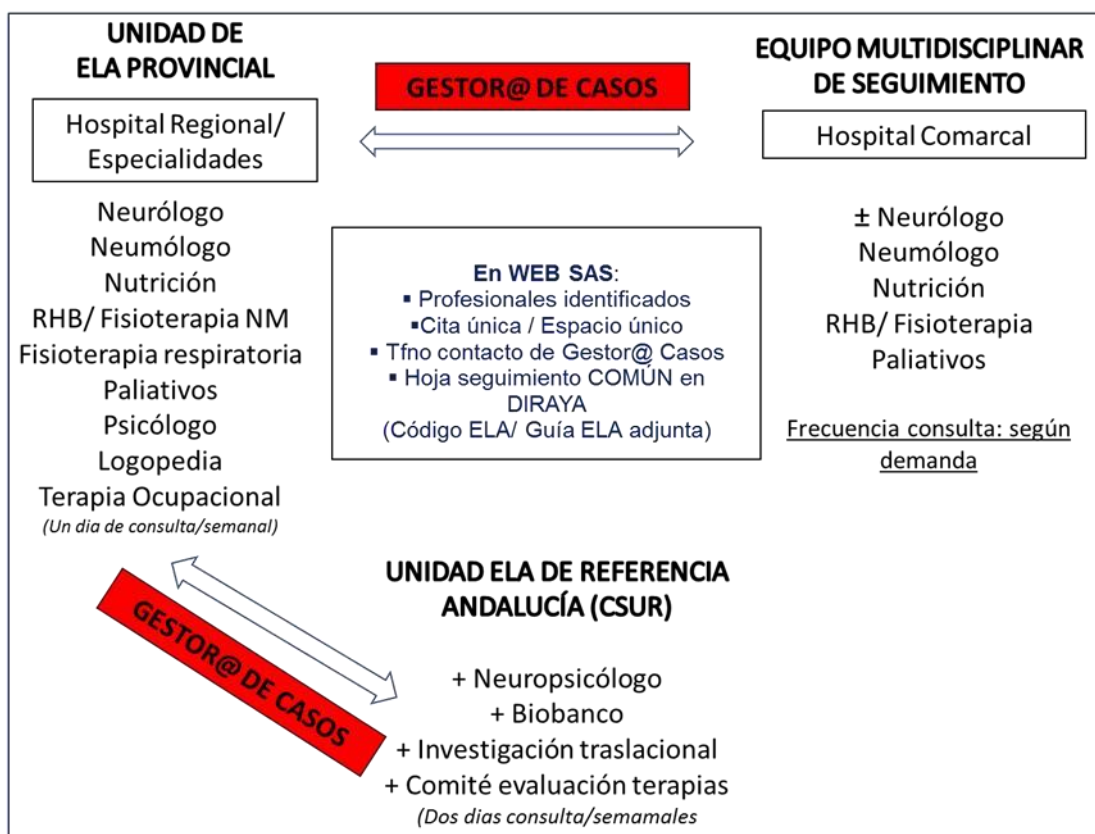 UNIDAD DE
ELA PROVINCIAL
Hospital Regional/
Especialidades
Neurólogo
Neumólogo
Nutrición
RHB/ Fisioterapia NM
Fisioterapia respiratoria
Paliativos
Psicólogo
Logopedia
Terapia Ocupacional
(Un dia de consulta/semanal)
GESTOR@ DE CASOS
EQUIPO MULTIDISCIPLINAR
DE SEGUIMIENTO
Hospital Comarcal
± Neurólogo
Neumólogo
Nutrición
RHB/ Fisioterapia
Paliativos
Frecuencia consulta: según
demanda
En WEB SAS:
▪ Profesionales identificados
▪Cita única / Espacio único
▪ Tfno contacto de Gestor@ Casos
▪ Hoja seguimiento COMÚN en
DIRAYA
(Código ELA/ Guía ELA adjunta)
GESTOR@ DE CASOS
UNIDAD ELA DE REFERENCIA
ANDALUCÍA (CSUR)
+ Neuropsicólogo
+ Biobanco
+ Investigación traslacional
+ Comité evaluación terapias
(Dos dias consulta/semamales